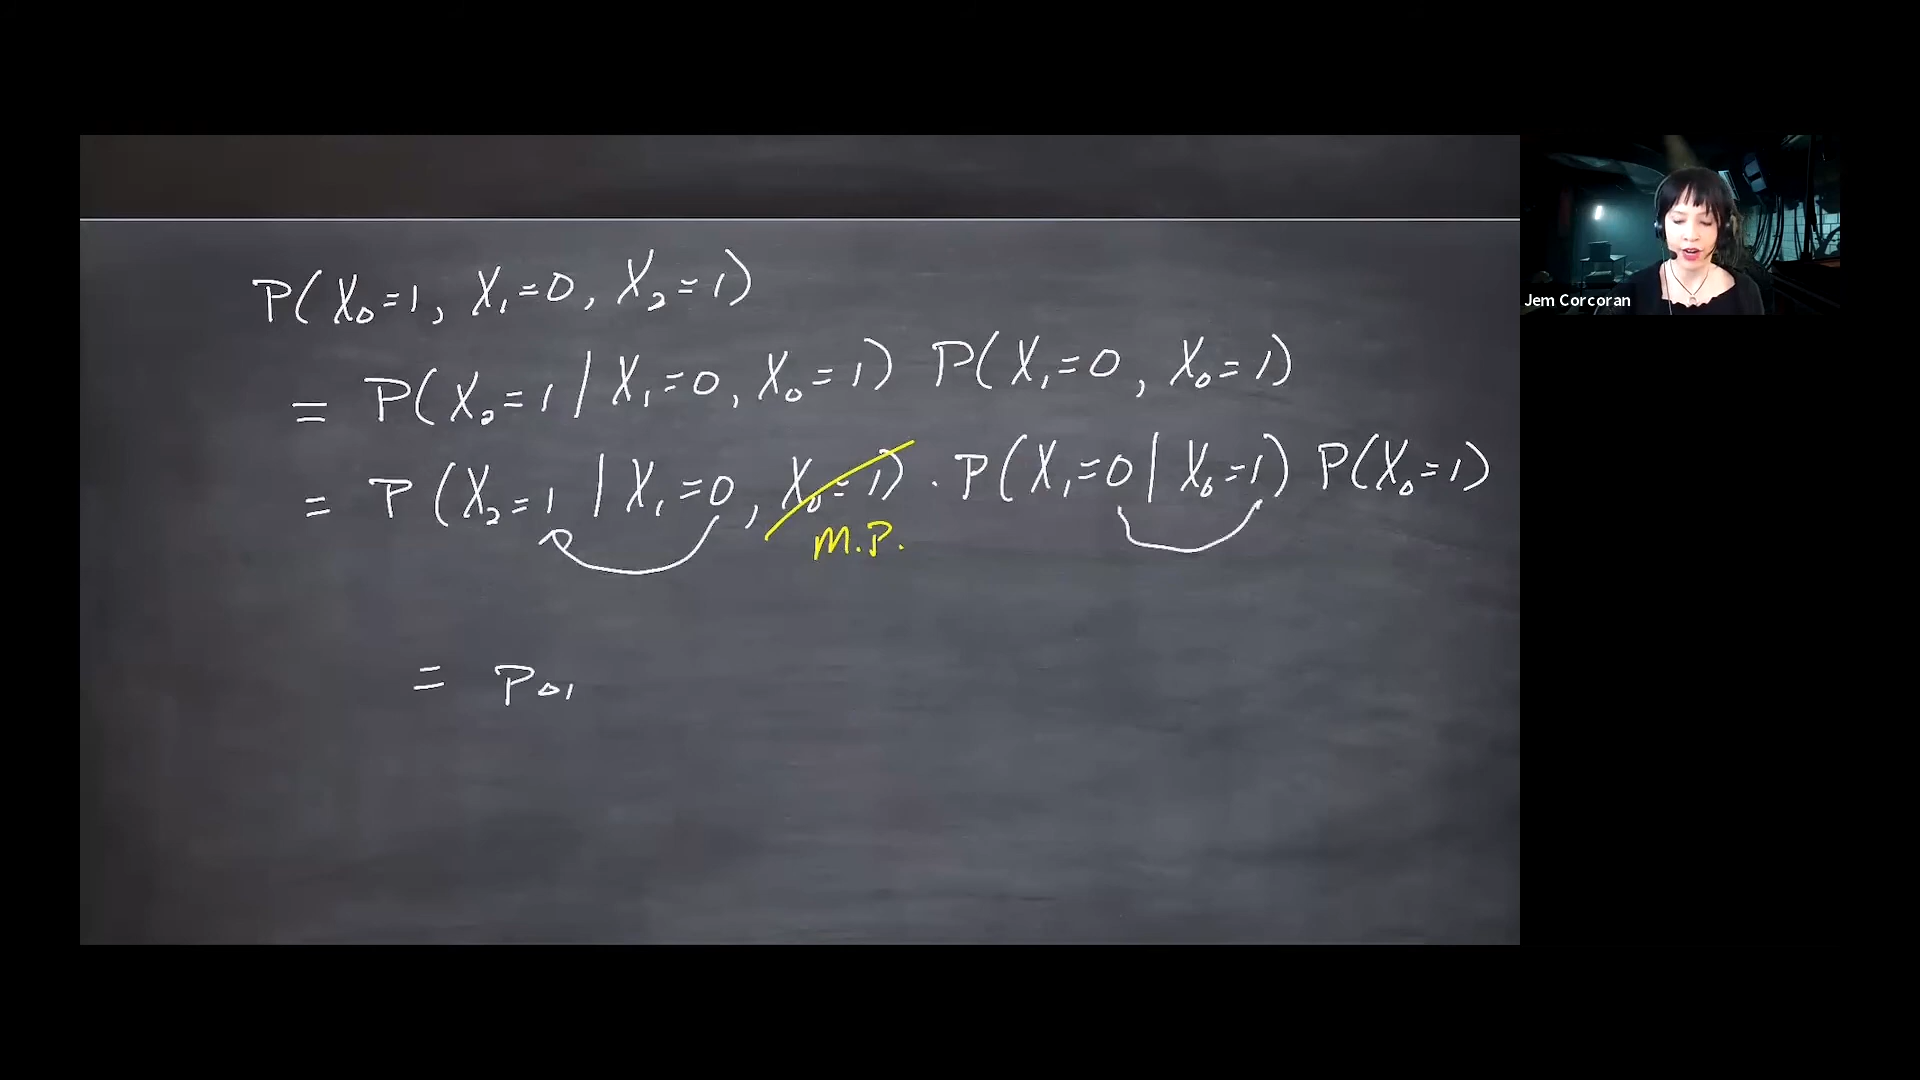 P(X₀=1, X₁=0, X₂=1)
= P(X₂=1 | X₁=0, X₀=1) P(X₁=0, X₀=1)
= P(X₂=1 | X₁=0, X₀=1) · P(X₁=0 | X₀=1) P(X₀=1)
M.P.
= P₀₁
Jem Corcoran